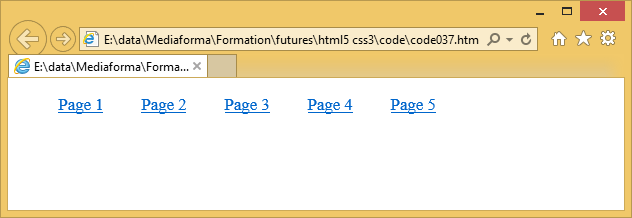 E:\data\Mediaforma\Formation\futures\html5 css3\code\code037.htm
E:\data\Mediaforma\Forma...
Page 1 Page 2 Page 3 Page 4 Page 5